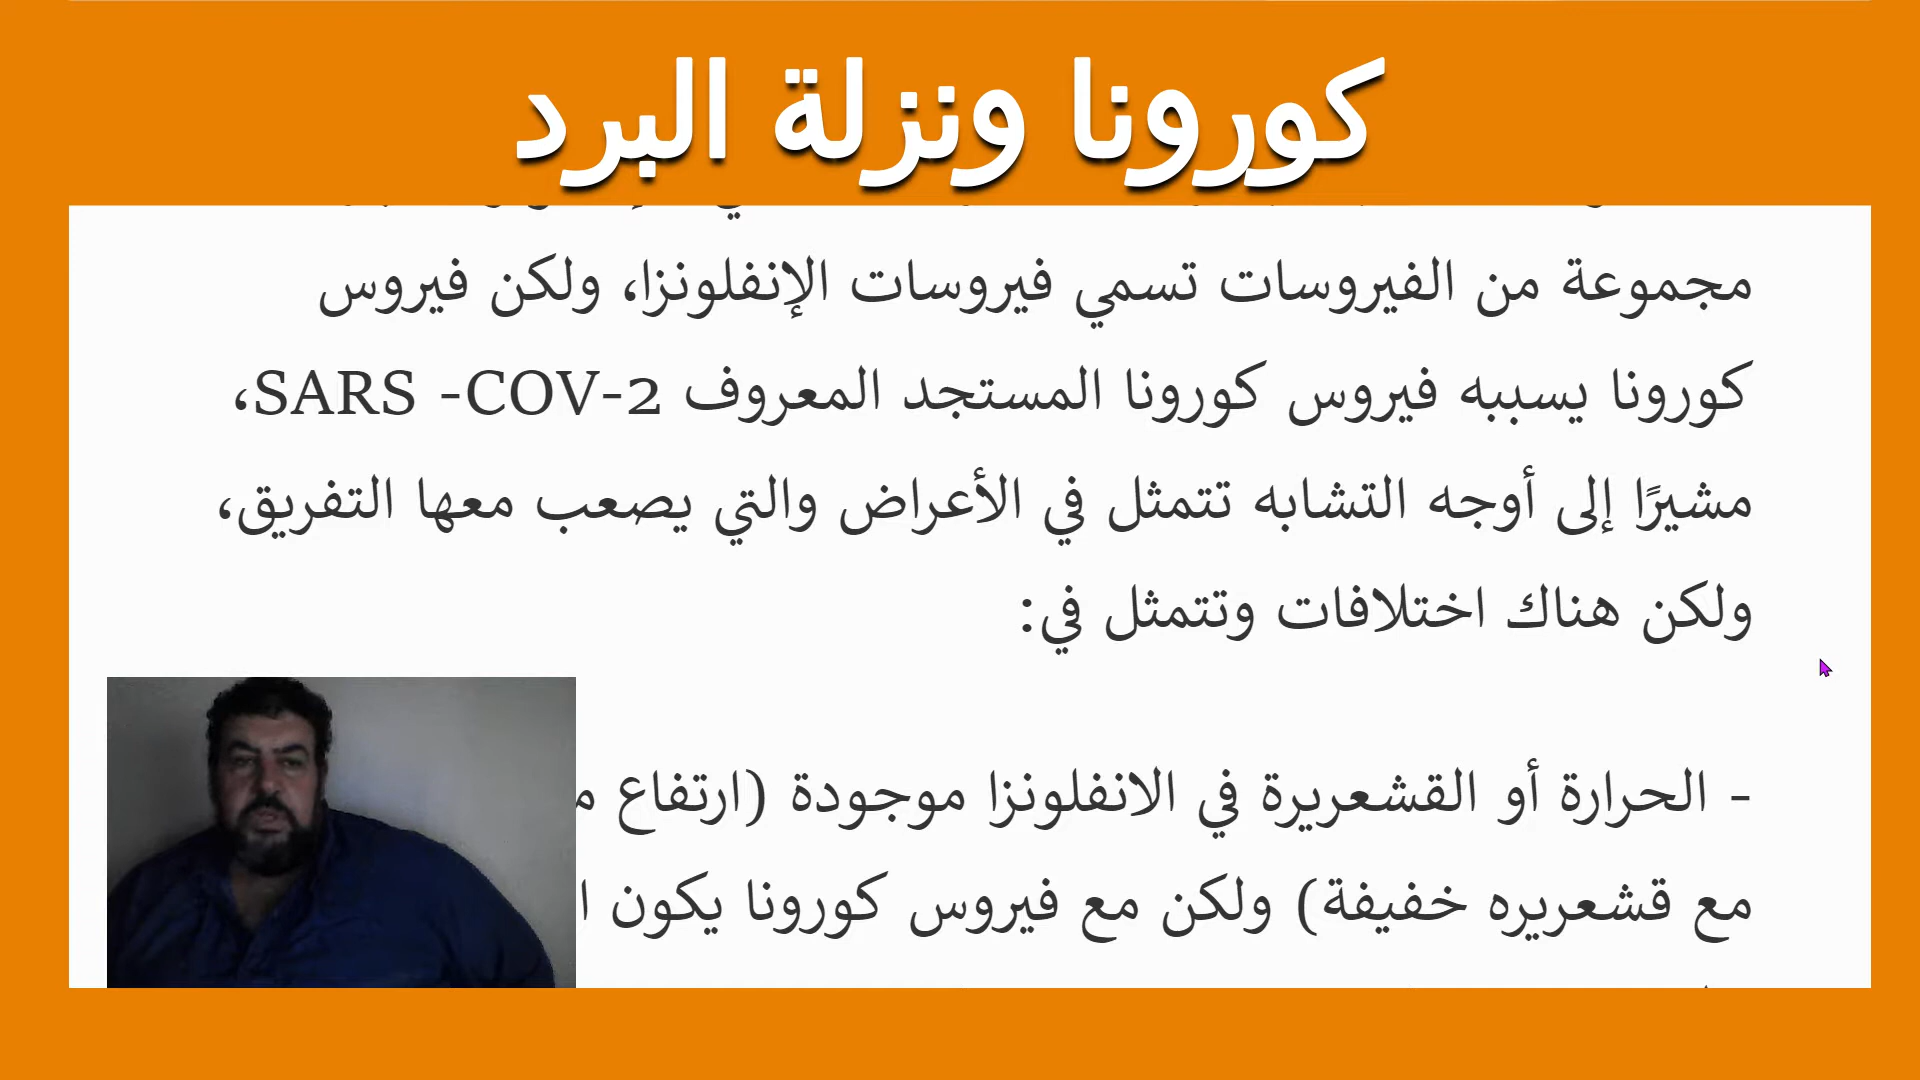 كورونا ونزلة البرد
مجموعة من الفيروسات تسمي فيروسات الإنفلونزا، ولكن فيروس
كورونا يسببه فيروس كورونا المستجد المعروف SARS -COV-2،
مشيرًا إلى أوجه التشابه تتمثل في الأعراض والتي يصعب معها التفريق،
ولكن هناك اختلافات وتتمثل في:
- الحرارة أو القشعريرة في الانفلونزا موجودة (ارتفاع
مع قشعريره خفيفة) ولكن مع فيروس كورونا يكون